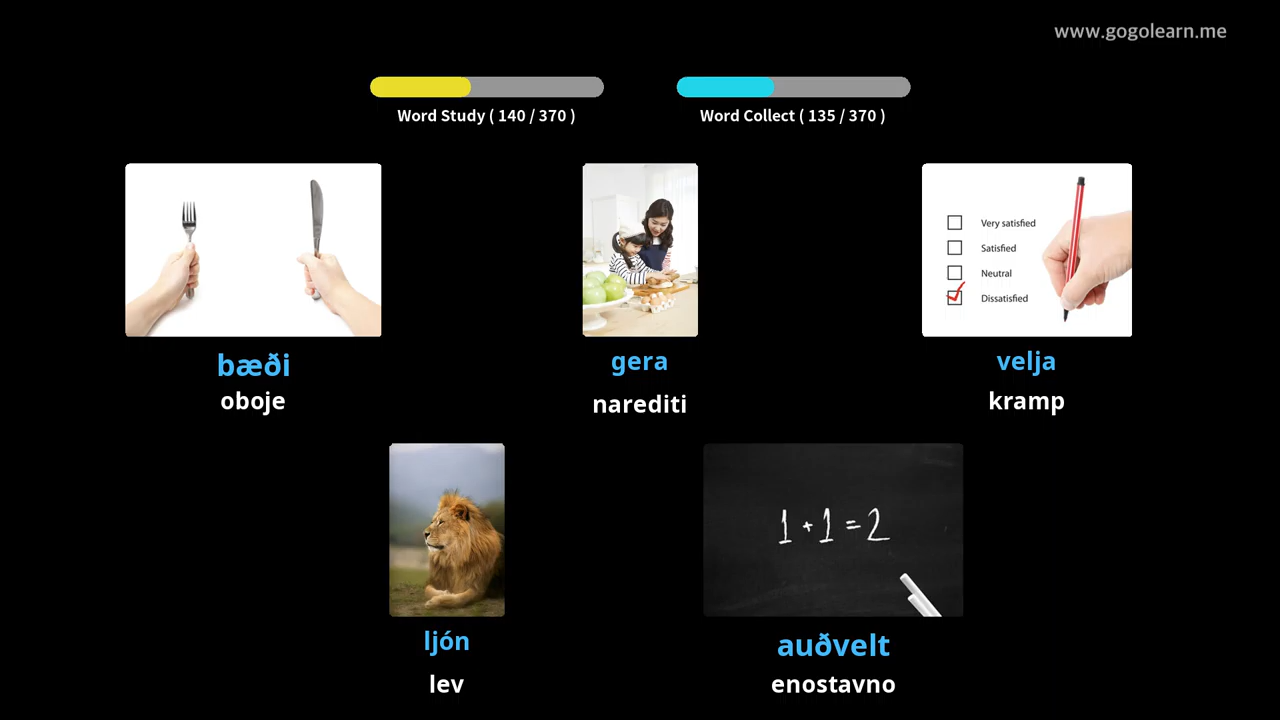 www.gogolearn.me
Word Study ( 140 / 370 )
Word Collect ( 135 / 370 )
Very satisfied
Satisfied
Neutral
Dissatisfied
bæði
oboje
gera
narediti
velja
kramp
1 + 1 = 2
ljón
lev
auðvelt
enostavno